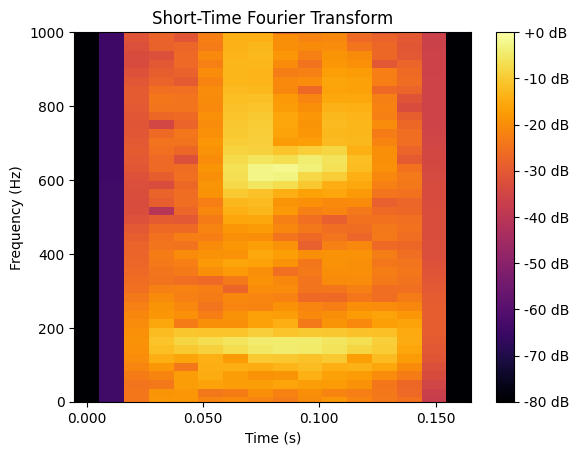 Short-Time Fourier Transform
Frequency (Hz)
1000
800
600
400
200
0
0.000
0.050
0.100
0.150
Time (s)
+0 dB
-10 dB
-20 dB
-30 dB
-40 dB
-50 dB
-60 dB
-70 dB
-80 dB